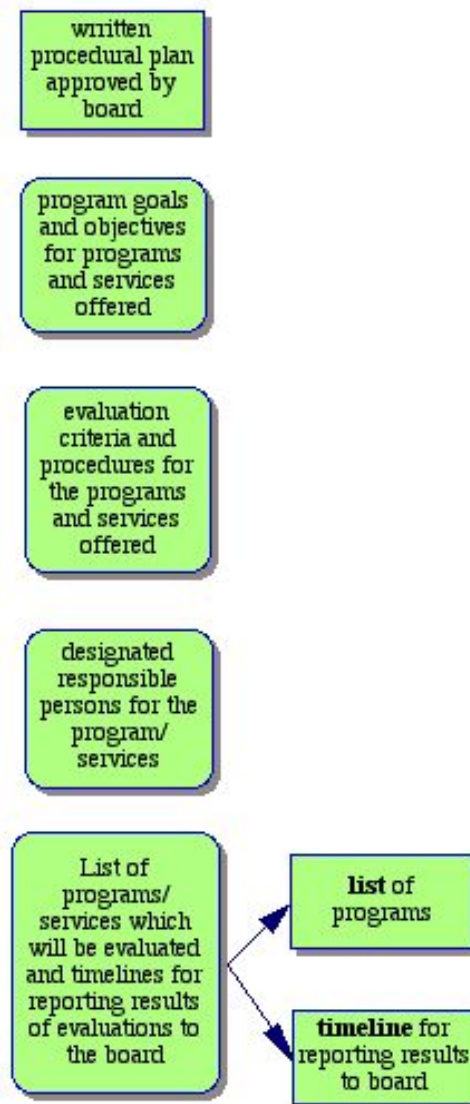 wrritten
procedural plan
approved by
board
program goals
and objectives
for programs
and services
offered
evaluation
criteria and
procedures for
the programs
and services
offered
designated
responsible
persons for the
program/
services
List of
programs/
services which
will be evaluated
and timelines for
reporting results
of evaluations to
the board
list of
programs
timeline for
reporting results
to board